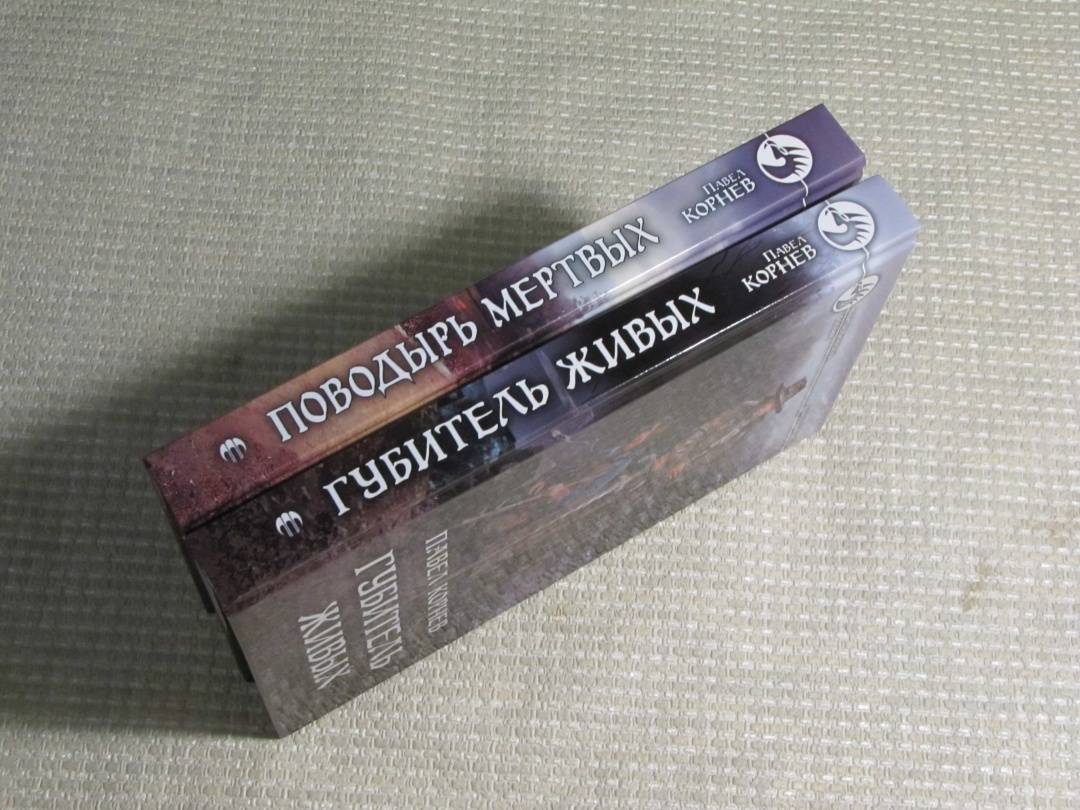 ПОВОДЫРЬ МЕРТВЫХ
ПАВЕЛ
КОРНЕВ
ГУБИТЕЛЬ ЖИВЫХ
ПАВЕЛ
КОРНЕВ
ПАВЕЛ КОРНЕВ
ГУБИТЕЛЬ
ЖИВЫХ